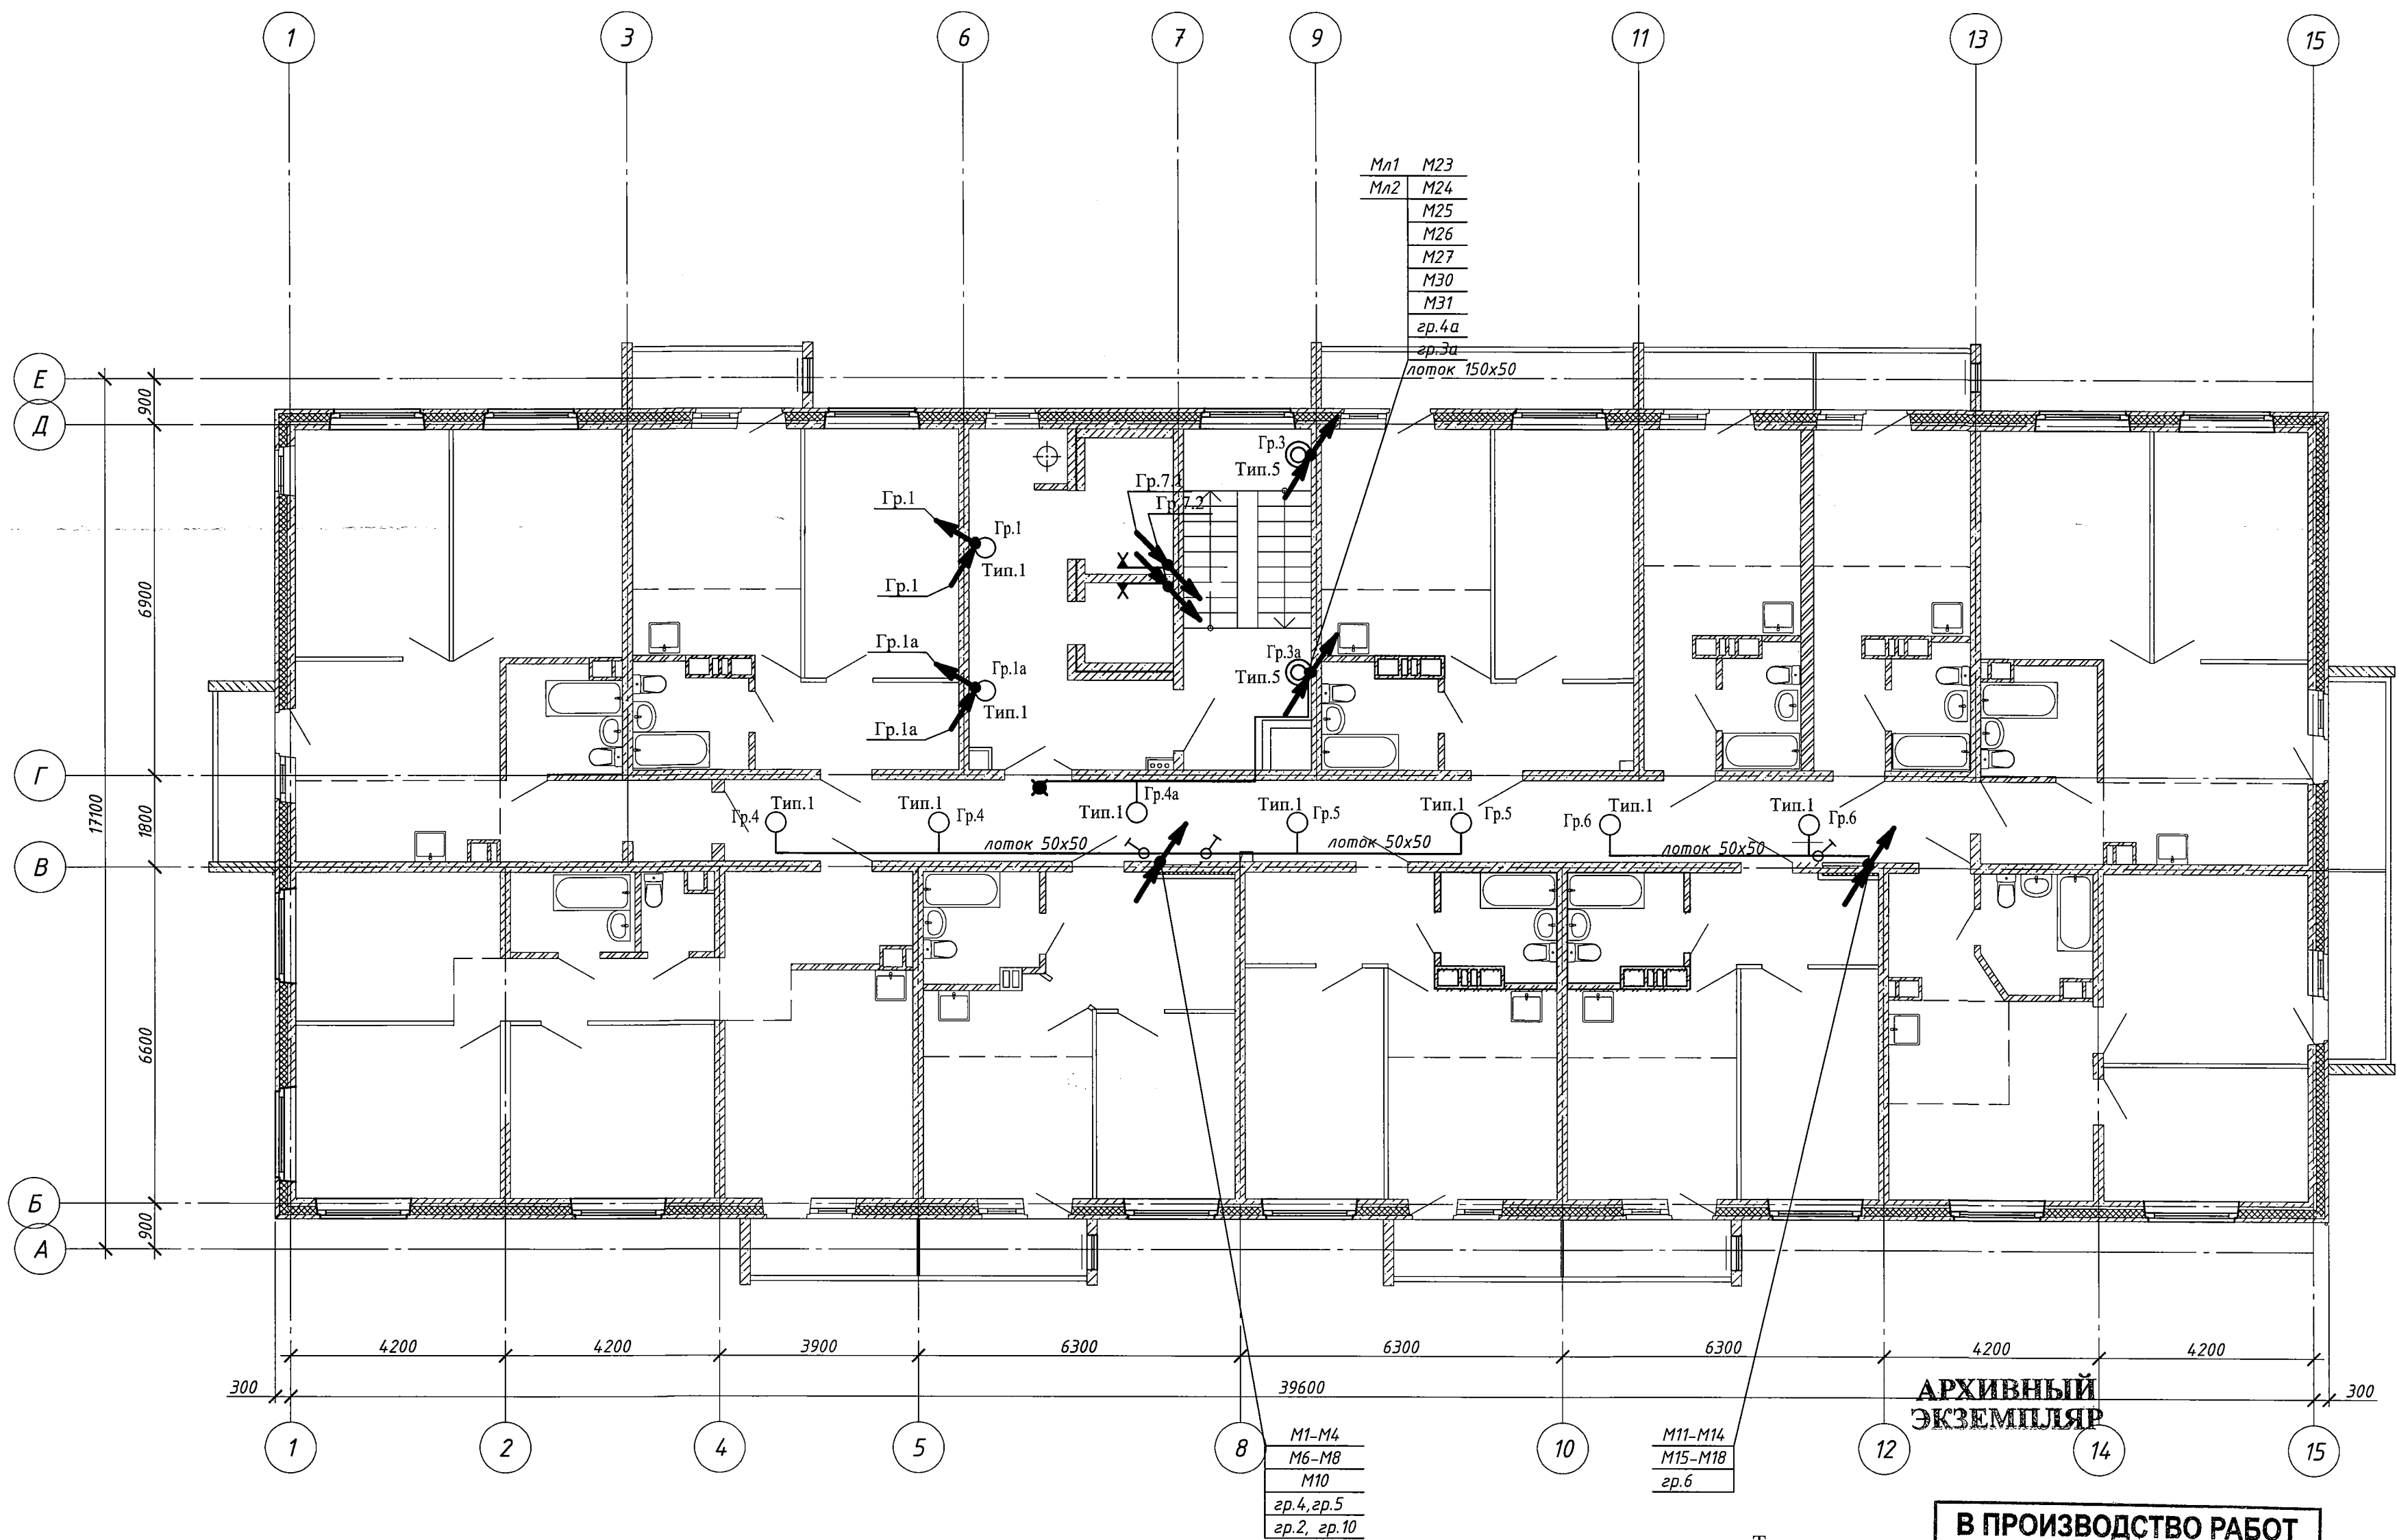 1 3 6 7 9 11 13 15
Мл1 М23
Мл2 М24
М25
М26
М27
М30
М31
гр.4а
гр.3а
лоток 150х50
Е
Д
Г
В
Б
А
900
6900
1800
17100
6600
900
Гр.3
Тип.5
Гр.7.1
Гр.7.2
Гр.1
Гр.1
Тип.1
Гр.1
Гр.1а
Гр.1а
Тип.1
Гр.1а
Гр.3а
Тип.5
Тип.1
Гр.4
Тип.1
Гр.4
Гр.4а
Тип.1
Тип.1
Гр.5
Тип.1
Гр.5
Тип.1
Гр.6
Тип.1
Гр.6
лоток 50х50
лоток 50х50
лоток 50х50
4200 4200 3900 6300 6300 6300 4200 4200
300 39600 300
АРХИВНЫЙ
ЭКЗЕМПЛЯР
1 2 4 5 8 10 12 14 15
М1-М4
М6-М8
М10
гр.4,гр.5
гр.2, гр.10
М11-М14
М15-М18
гр.6
В ПРОИЗВОДСТВО РАБОТ